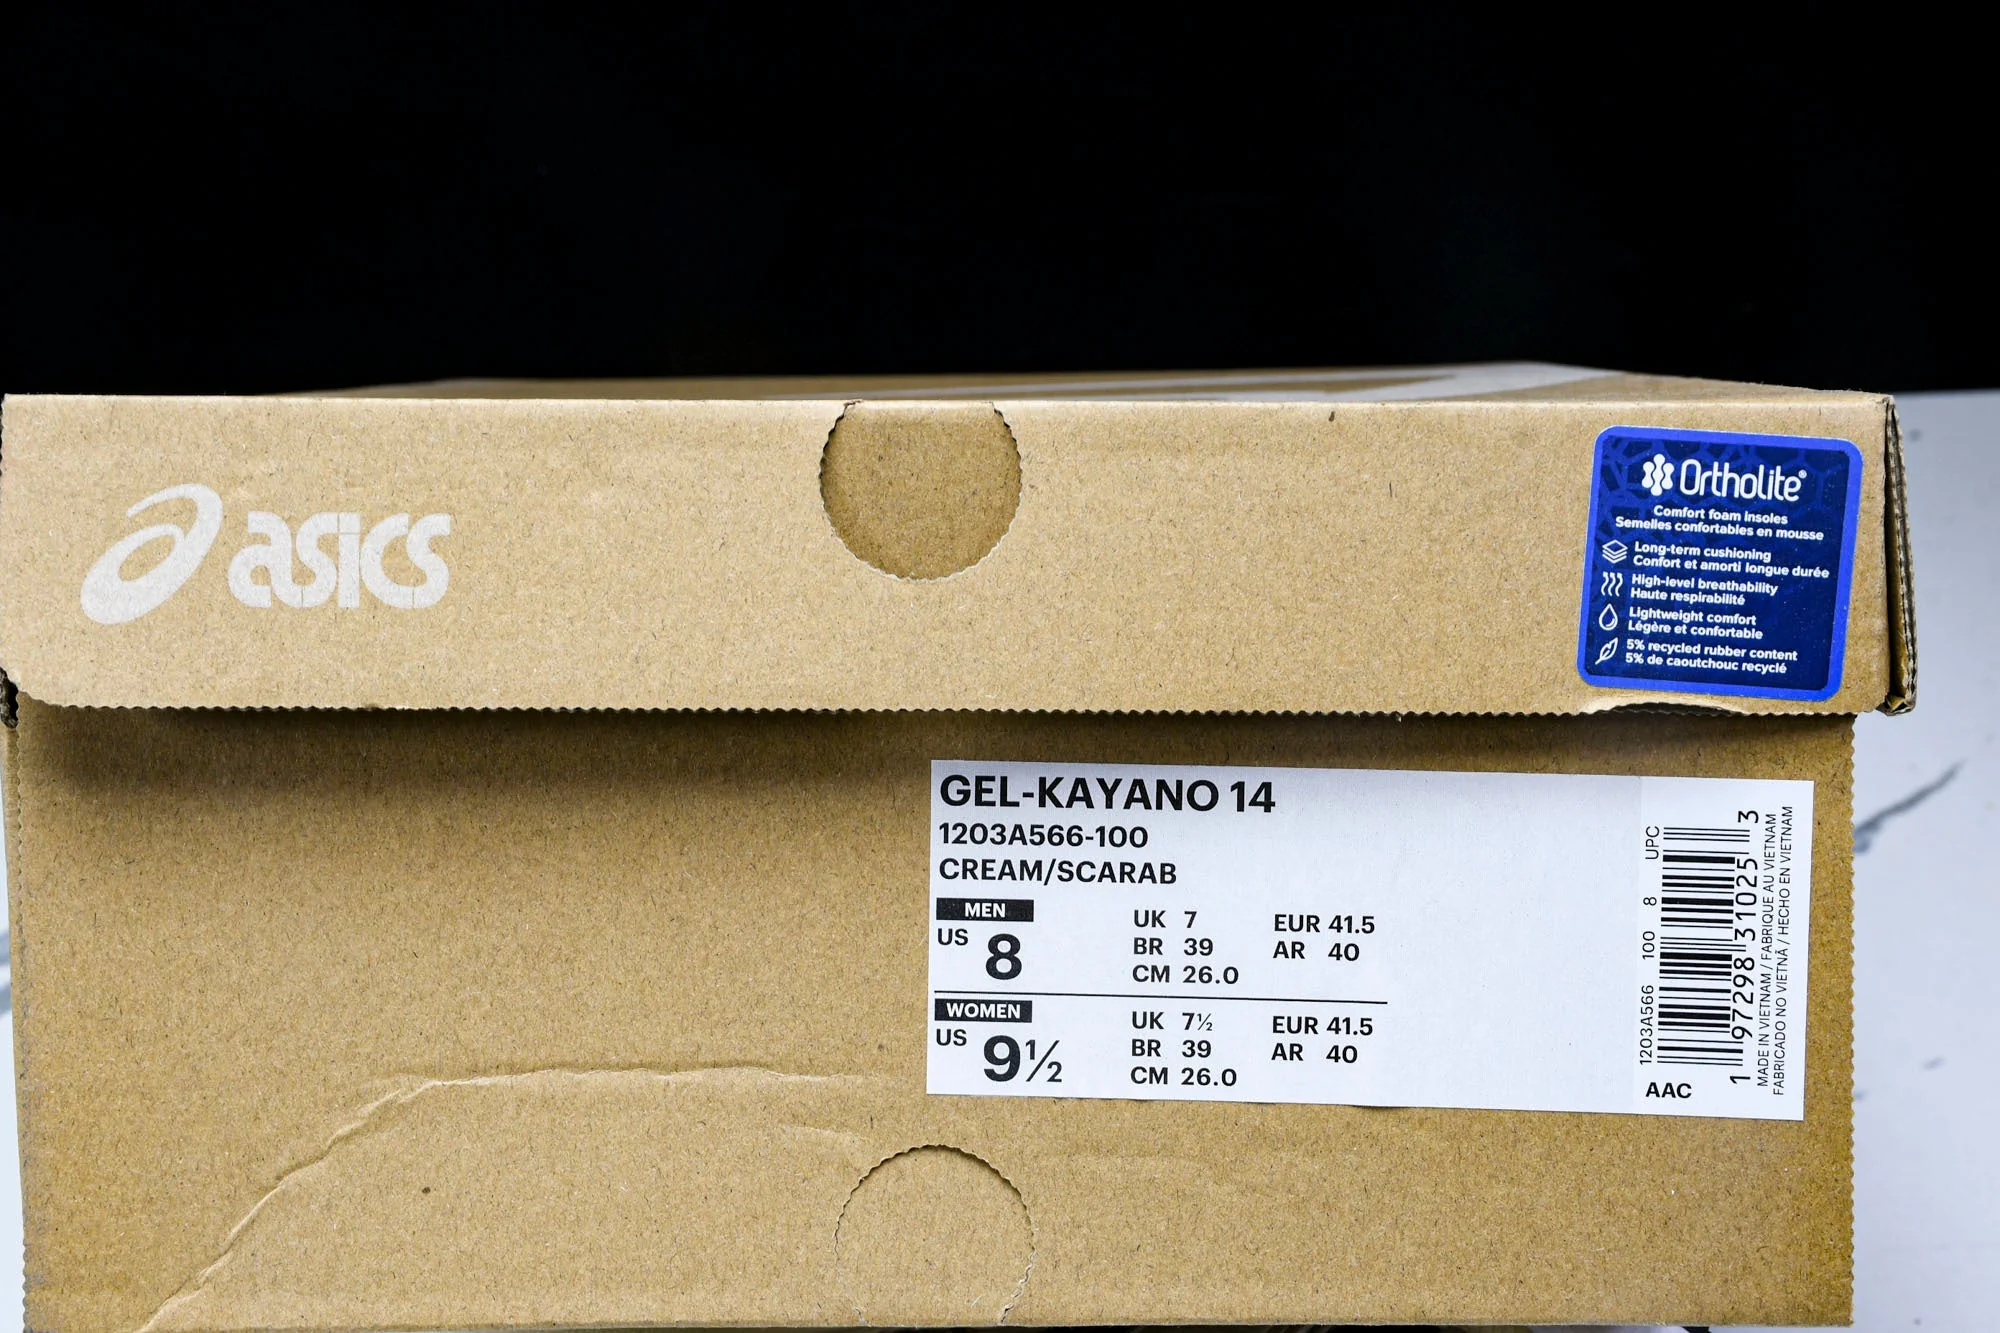 asics
Ortholite®
Comfort foam insoles
Semelles confortables en mousse
Long-term cushioning
Confort et amorti longue durée
High-level breathability
Haute respirabilité
Lightweight comfort
Légère et confortable
5% recycled rubber content
5% de caoutchouc recyclé
GEL-KAYANO 14
1203A566-100
CREAM/SCARAB
MEN
US 8
UK 7 EUR 41.5
BR 39 AR 40
CM 26.0
WOMEN
US 9½
UK 7½ EUR 41.5
BR 39 AR 40
CM 26.0
1203A566 100 8 UPC
1 97298 31025 3
MADE IN VIETNAM / FABRIQUE AU VIETNAM
FABRICADO NO VIETNÃ / HECHO EN VIETNAM
AAC